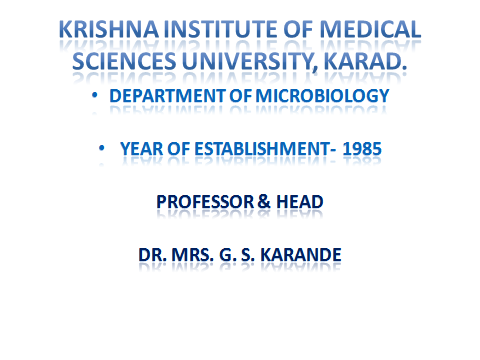 KRISHNA INSTITUTE OF MEDICAL
SCIENCES UNIVERSITY, KARAD.
• DEPARTMENT OF MICROBIOLOGY
• YEAR OF ESTABLISHMENT- 1985
PROFESSOR & HEAD
DR. MRS. G. S. KARANDE